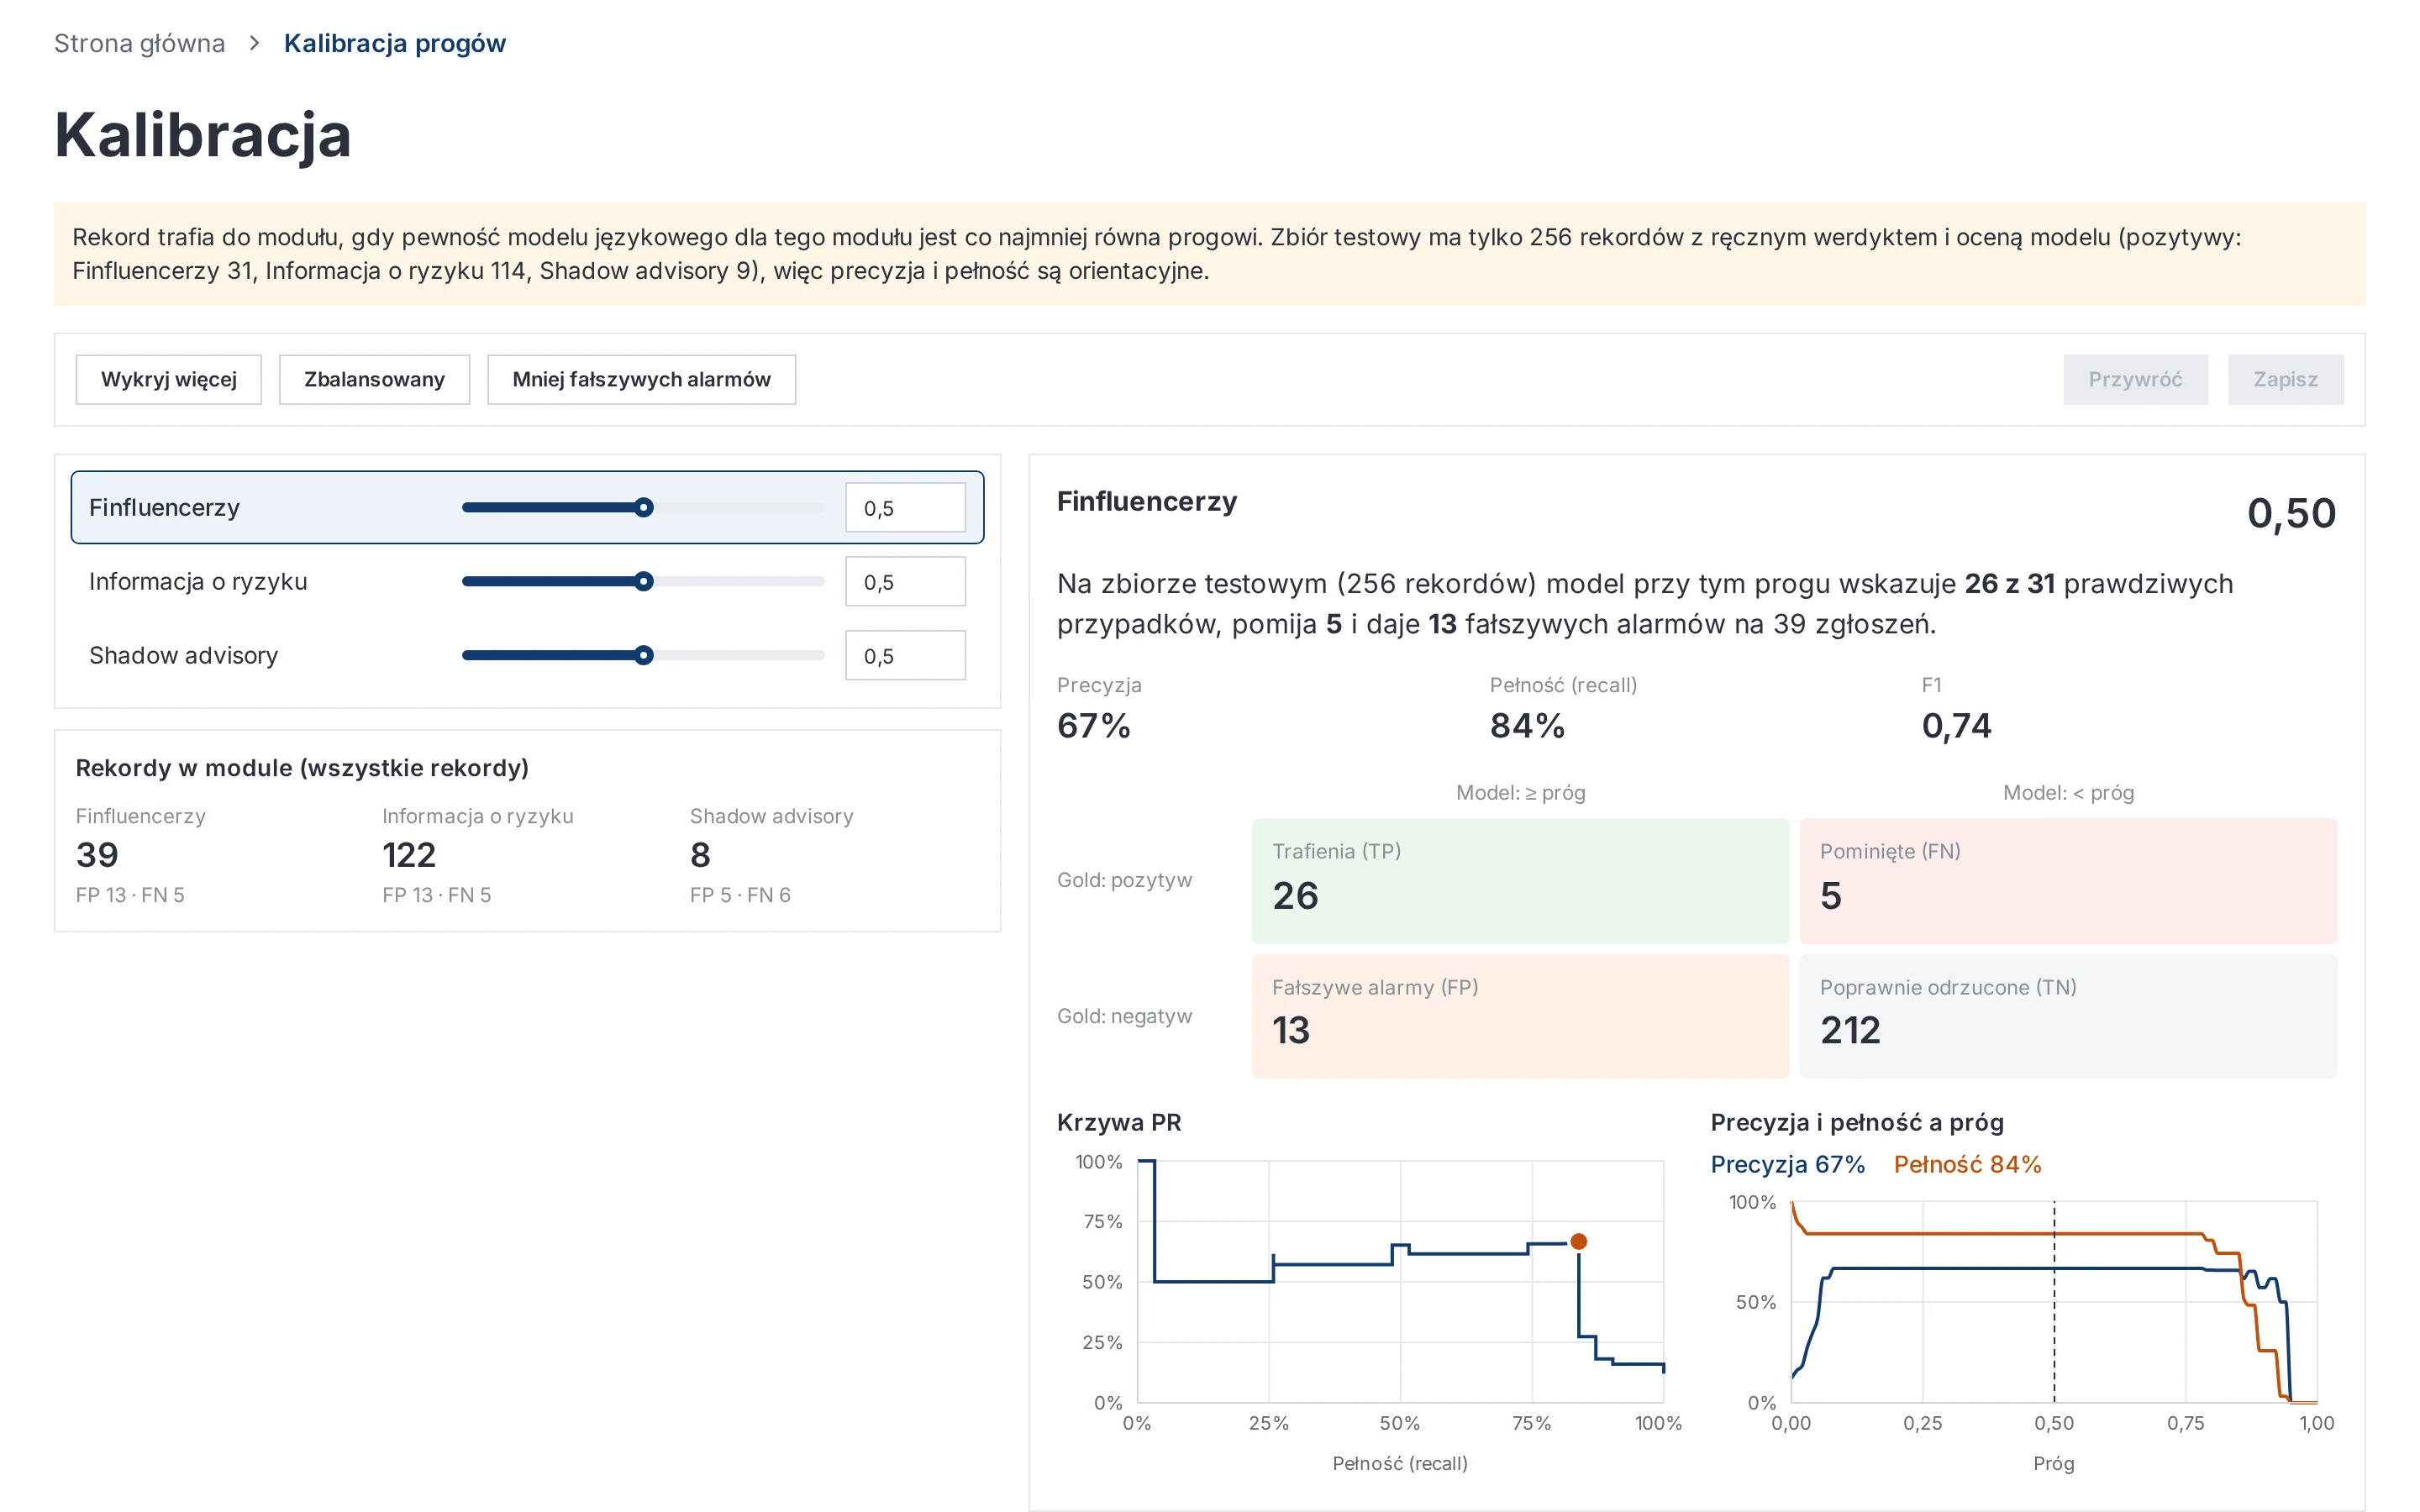 Strona główna > Kalibracja progów
Kalibracja
Rekord trafia do modułu, gdy pewność modelu językowego dla tego modułu jest co najmniej równa progowi. Zbiór testowy ma tylko 256 rekordów z ręcznym werdyktem i oceną modelu (pozytywy:
Finfluencerzy 31, Informacja o ryzyku 114, Shadow advisory 9), więc precyzja i pełność są orientacyjne.
Wykryj więcej Zbalansowany Mniej fałszywych alarmów Przywróć Zapisz
Finfluencerzy 0,5
Informacja o ryzyku 0,5
Shadow advisory 0,5
Rekordy w module (wszystkie rekordy)
Finfluencerzy Informacja o ryzyku Shadow advisory
39 122 8
FP 13 · FN 5 FP 13 · FN 5 FP 5 · FN 6
Finfluencerzy 0,50
Na zbiorze testowym (256 rekordów) model przy tym progu wskazuje 26 z 31 prawdziwych
przypadków, pomija 5 i daje 13 fałszywych alarmów na 39 zgłoszeń.
Precyzja Pełność (recall) F1
67% 84% 0,74
Model: ≥ próg Model: < próg
Gold: pozytyw
Trafienia (TP)
26
Pominięte (FN)
5
Gold: negatyw
Fałszywe alarmy (FP)
13
Poprawnie odrzucone (TN)
212
Krzywa PR
100%
75%
50%
25%
0%
0% 25% 50% 75% 100%
Pełność (recall)
Precyzja i pełność a próg
Precyzja 67% Pełność 84%
100%
50%
0%
0,00 0,25 0,50 0,75 1,00
Próg